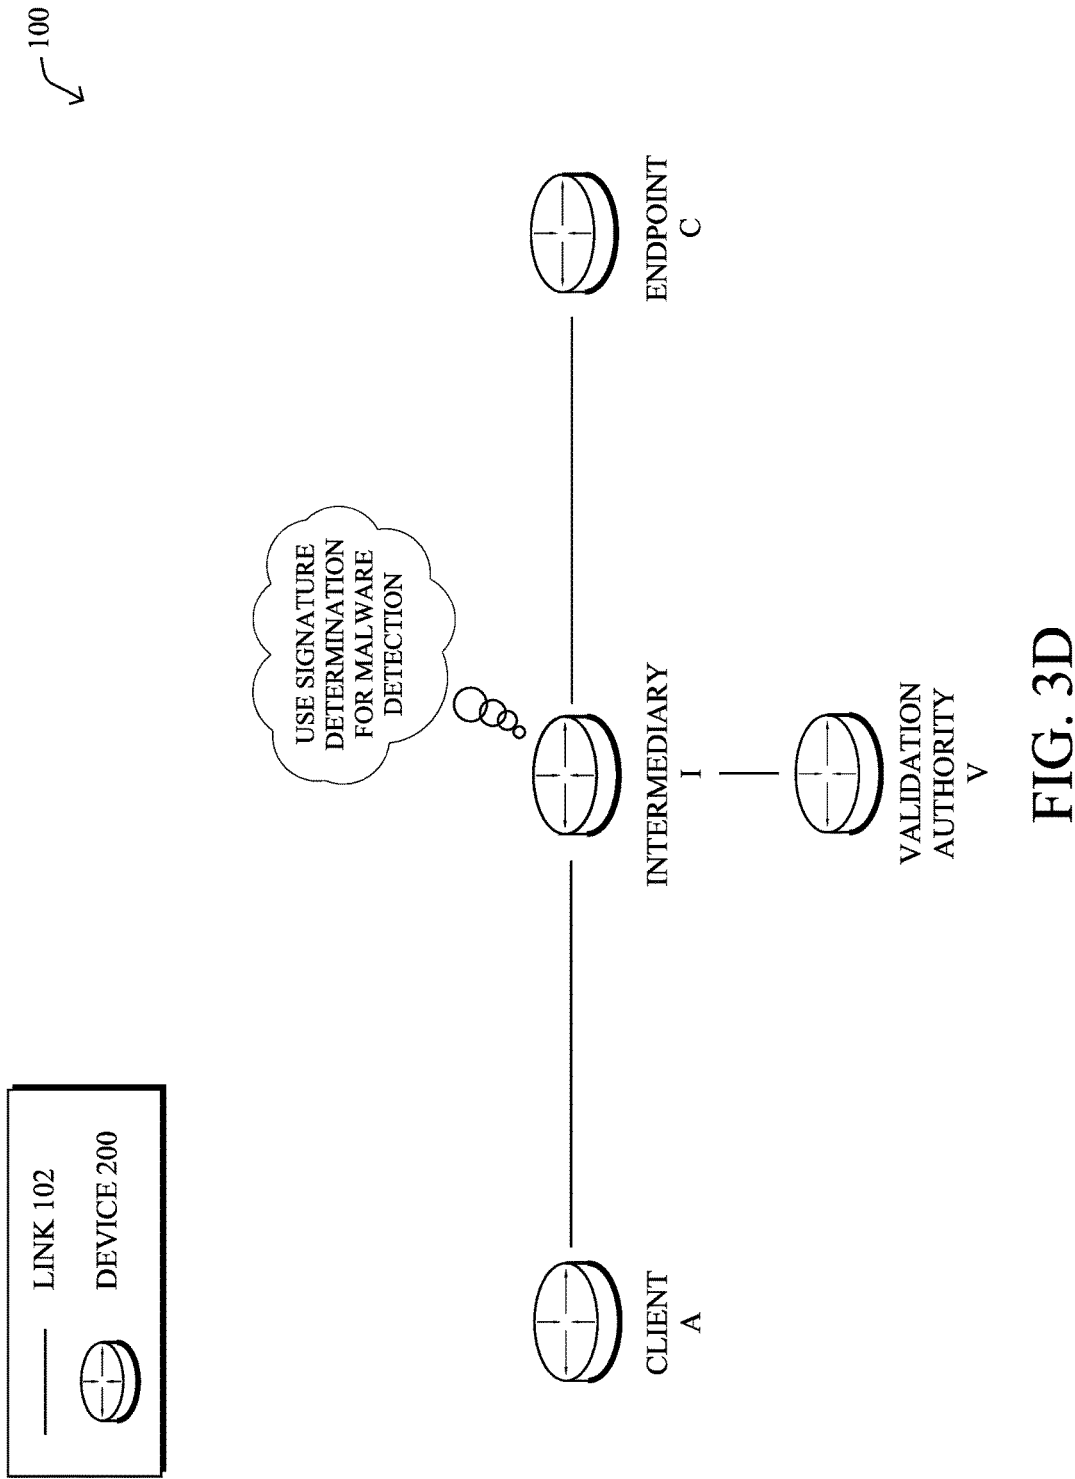 100
LINK 102
DEVICE 200
USE SIGNATURE
DETERMINATION
FOR MALWARE
DETECTION
CLIENT
A
INTERMEDIARY
I
ENDPOINT
C
VALIDATION
AUTHORITY
V
FIG. 3D